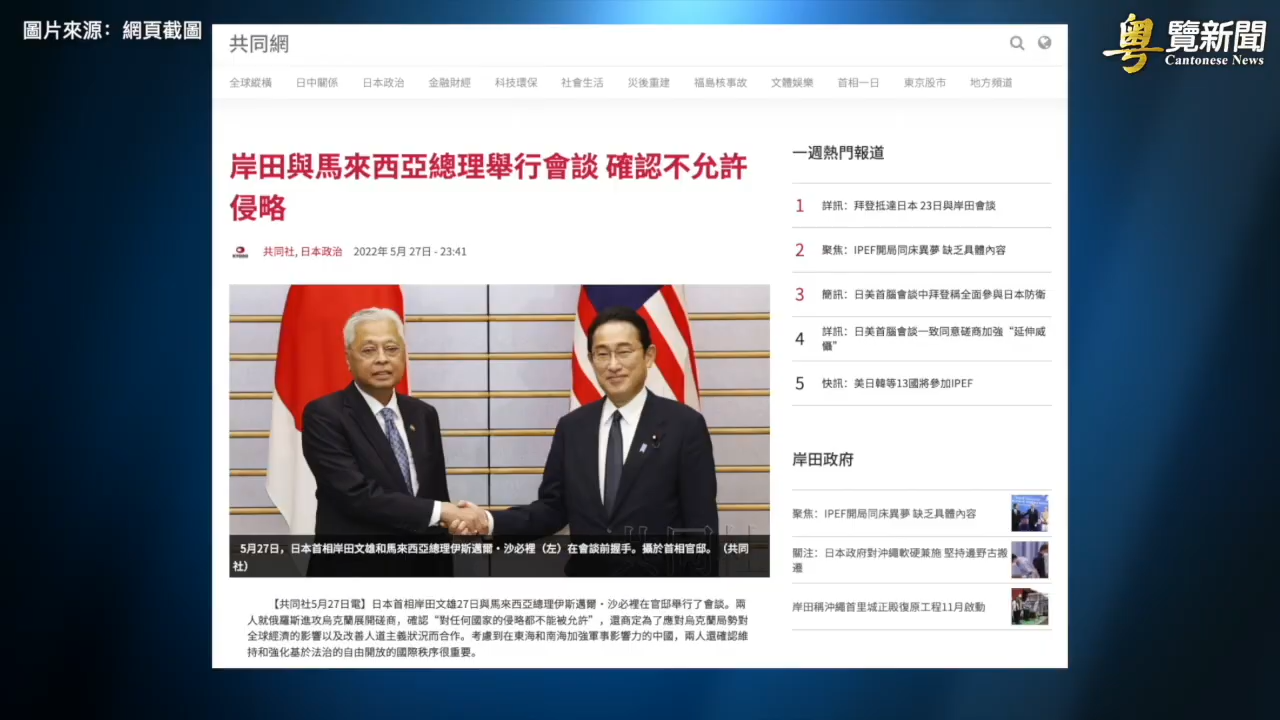 圖片來源：網頁截圖
粵覽新聞
Cantonese News
共同網
全球縱橫 日中關係 日本政治 金融財經 科技環保 社會生活 災後重建 福島核事故 文體娛樂 首相一日 東京股市 地方頻道
岸田與馬來西亞總理舉行會談 確認不允許
侵略
共同社, 日本政治 2022年 5月 27日 - 23:41
5月27日，日本首相岸田文雄和馬來西亞總理伊斯邁爾・沙必裡（左）在會談前握手。攝於首相官邸。（共同
社）
【共同社5月27日電】日本首相岸田文雄27日與馬來西亞總理伊斯邁爾・沙必裡在官邸舉行了會談。兩
人就俄羅斯進攻烏克蘭展開磋商，確認“對任何國家的侵略都不能被允許”，還商定為了應對烏克蘭局勢對
全球經濟的影響以及改善人道主義狀況而合作。考慮到在東海和南海加強軍事影響力的中國，兩人還確認維
持和強化基於法治的自由開放的國際秩序很重要。
一週熱門報道
1 詳訊：拜登抵達日本 23日與岸田會談
2 聚焦：IPEF開局同床異夢 缺乏具體內容
3 簡訊：日美首腦會談中拜登稱全面參與日本防衛
4 詳訊：日美首腦會談一致同意磋商加強“延伸威
懾”
5 快訊：美日韓等13國將參加IPEF
岸田政府
聚焦：IPEF開局同床異夢 缺乏具體內容
關注：日本政府對沖繩軟硬兼施 堅持邊野古搬
遷
岸田稱沖繩首里城正殿復原工程11月啟動